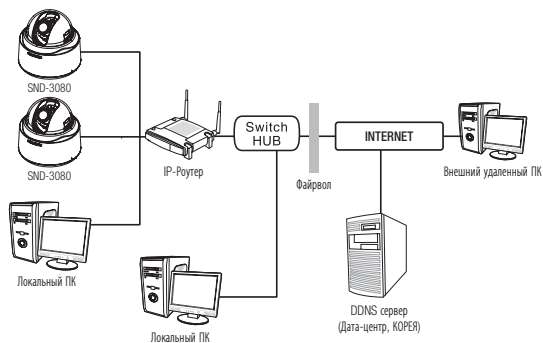 SND-3080
SND-3080
IP-Роутер
Switch
HUB
Файрвол
INTERNET
Внешний удаленный ПК
Локальный ПК
Локальный ПК
DDNS сервер
(Дата-центр, КОРЕЯ)